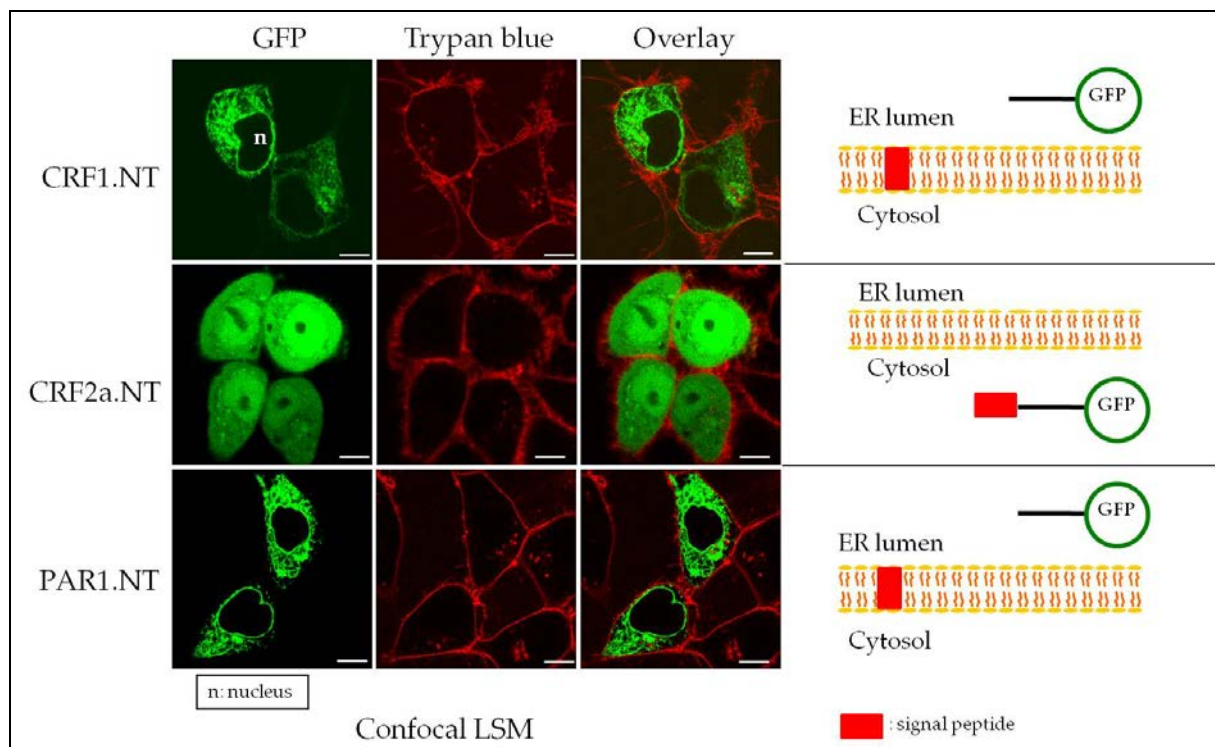 GFP Trypan blue Overlay
CRF1.NT
n
ER lumen
GFP
Cytosol
CRF2a.NT
ER lumen
Cytosol
GFP
PAR1.NT
GFP
ER lumen
Cytosol
n: nucleus
Confocal LSM
: signal peptide